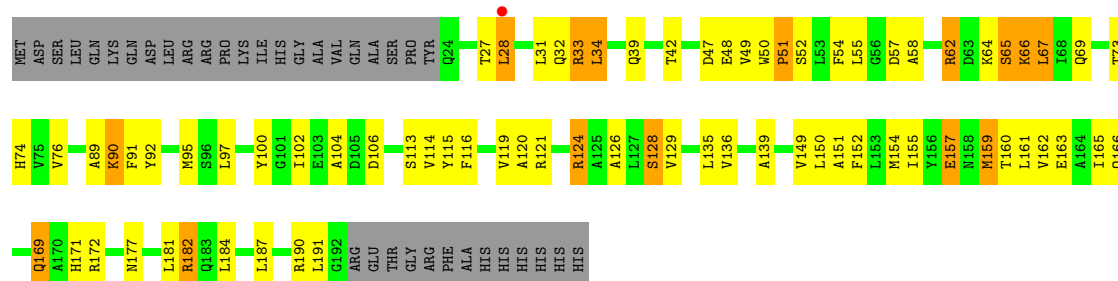 MET ASP SER LEU GLN LYS GLN ASP LEU ARG ARG PRO LYS ILE HIS GLY ALA VAL GLN ALA SER PRO TYR Q24 T27 L28 L31 Q32 R33 L34 Q39 T42 D47 E48 V49 W50 P51 S52 L53 F54 L55 G56 D57 A58 R62 D63 K64 S65 K66 L67 I68 Q69 T73
H74 V75 V76 A89 K90 F91 Y92 M95 S96 L97 Y100 G101 I102 E103 A104 D105 D106 S113 V114 Y115 F116 V119 A120 R121 R124 A125 A126 L127 S128 V129 L135 V136 A139 V149 L150 A151 F152 L153 M154 I155 Y156 E157 N158 M159 T160 L161 V162 E163 A164 I165 Q166
Q169 A170 H171 R172 N177 L181 R182 Q183 L184 L187 R190 L191 G192 ARG GLU THR GLY ARG PHE ALA HIS HIS HIS HIS HIS HIS